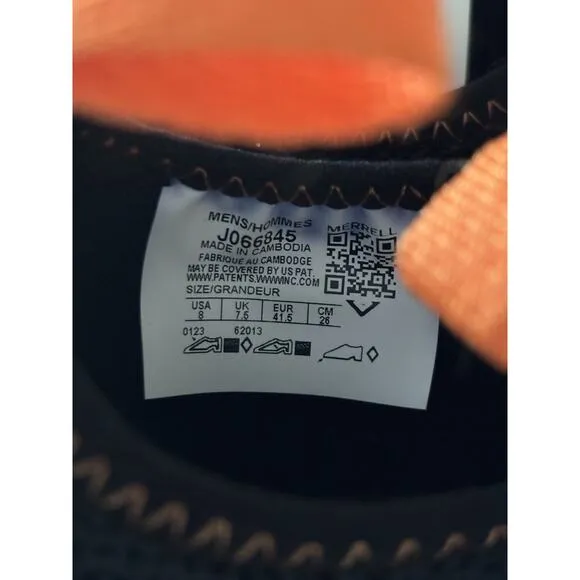 MENS/HOMMES
MERRELL
J066845
MADE IN CAMBODIA
FABRIQUE AU CAMBODGE
MAY BE COVERED BY US PAT.
WWW.PATENTS.WWWINC.COM
SIZE/GRANDEUR
USA UK EUR CM
8 7.5 41.5 26
0123 62013